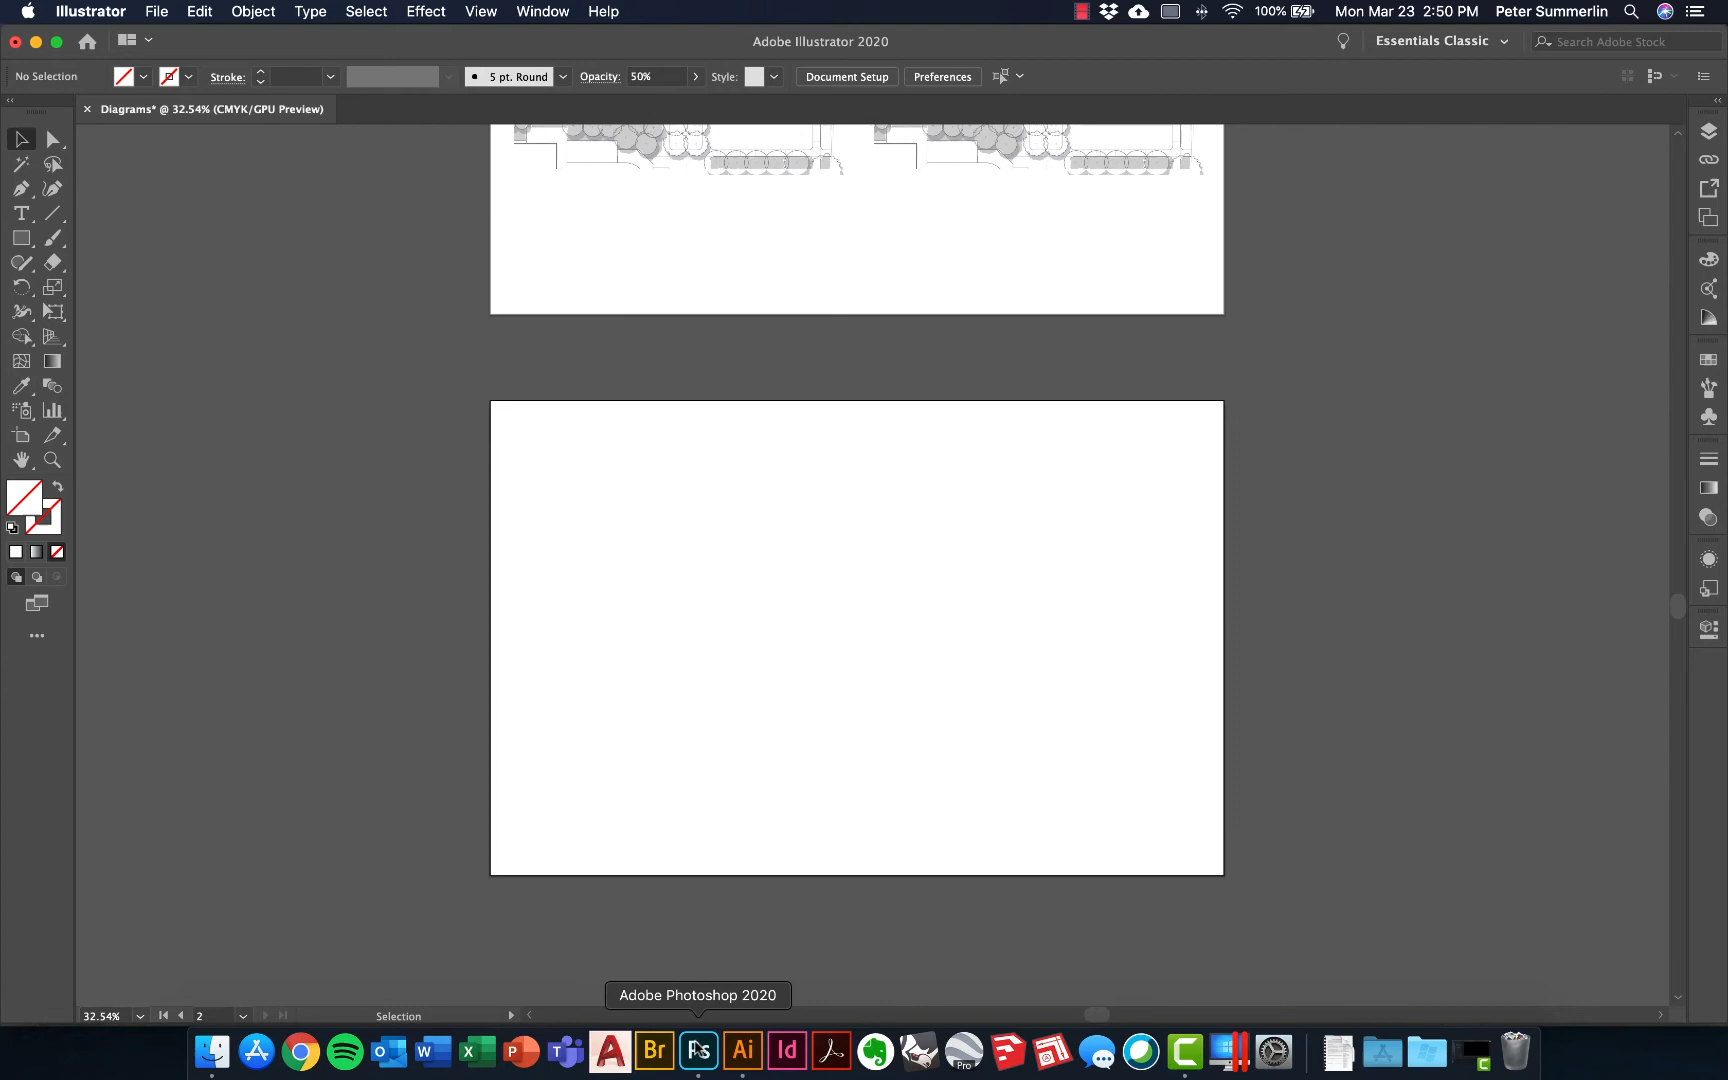 Illustrator File Edit Object Type Select Effect View Window Help
100% Mon Mar 23 2:50 PM Peter Summerlin
Adobe Illustrator 2020
Essentials Classic
Search Adobe Stock
No Selection Stroke: 5 pt. Round Opacity: 50% Style: Document Setup Preferences
Diagrams* @ 32.54% (CMYK/GPU Preview)
T
Adobe Photoshop 2020
32.54% 2 Selection
O W X P T A Br Ps Ai Id Pro C